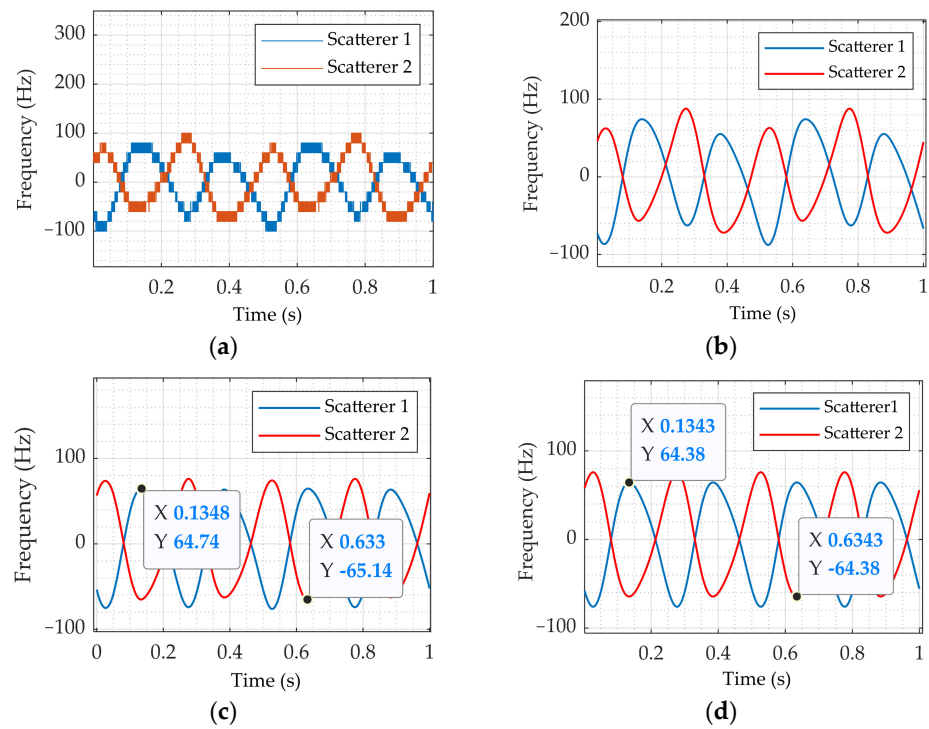 300
200
100
0
−100
Frequency (Hz)
Scatterer 1
Scatterer 2
0.2
0.4
0.6
0.8
1
Time (s)
(a)
200
100
0
−100
Frequency (Hz)
Scatterer 1
Scatterer 2
0.2
0.4
0.6
0.8
1
Time (s)
(b)
100
0
−100
Frequency (Hz)
Scatterer 1
Scatterer 2
X 0.1348
Y 64.74
X 0.633
Y -65.14
0
0.2
0.4
0.6
0.8
1
Time (s)
(c)
100
0
−100
Frequency (Hz)
Scatterer1
Scatterer 2
X 0.1343
Y 64.38
X 0.6343
Y -64.38
0.2
0.4
0.6
0.8
1
Time (s)
(d)